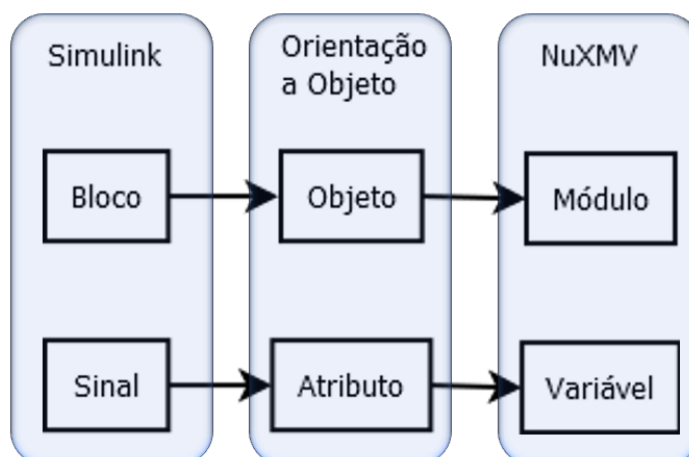 Simulink
Orientação
a Objeto
NuXMV
Bloco
Objeto
Módulo
Sinal
Atributo
Variável